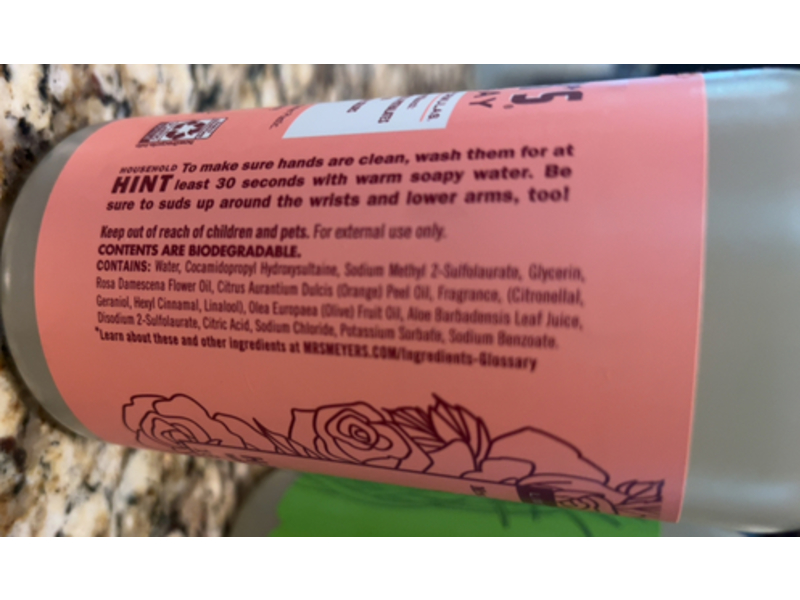 HOUSEHOLD HINT To make sure hands are clean, wash them for at
least 30 seconds with warm soapy water. Be
sure to suds up around the wrists and lower arms, too!
Keep out of reach of children and pets. For external use only.
CONTENTS ARE BIODEGRADABLE.
CONTAINS: Water, Cocamidopropyl Hydroxysultaine, Sodium Methyl 2-Sulfolaurate, Glycerin,
Rosa Damescena Flower Oil, Citrus Aurantium Dulcis (Orange) Peel Oil, Fragrance, (Citronellal,
Geraniol, Hexyl Cinnamal, Linalool), Olea Europaea (Olive) Fruit Oil, Aloe Barbadensis Leaf Juice,
Disodium 2-Sulfolaurate, Citric Acid, Sodium Chloride, Potassium Sorbate, Sodium Benzoate.
*Learn about these and other ingredients at MRSMEYERS.COM/Ingredients-Glossary